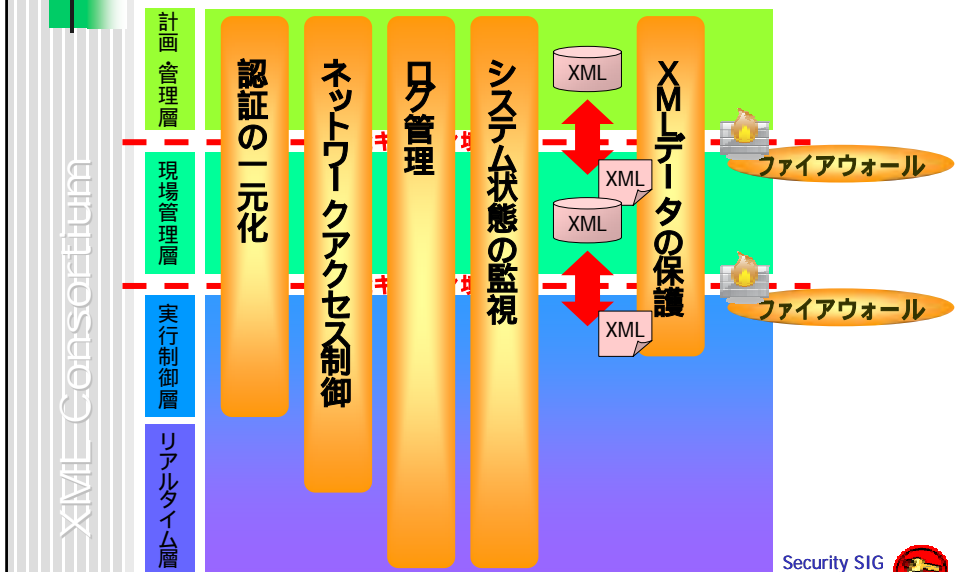 XML Consortium
計画・管理層
現場管理層
実行制御層
リアルタイム層
認証の一元化
ネットワークアクセス制御
ログ管理
システム状態の監視
XMLデータの保護
XML
XML
XML
XML
ファイアウォール
ファイアウォール
Security SIG